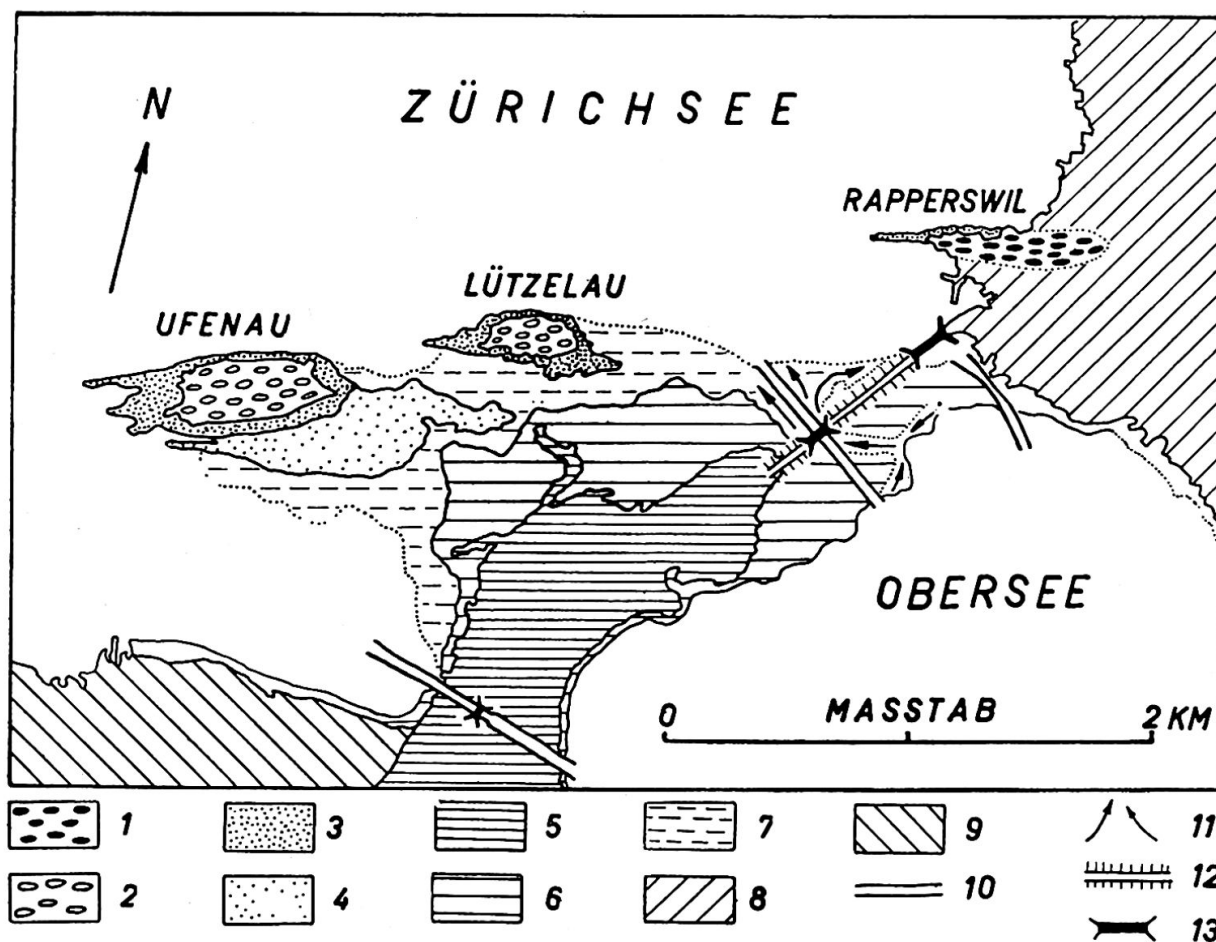 N
ZÜRICHSEE
RAPPERSWIL
LÜTZELAU
UFENAU
OBERSEE
0 MASSTAB 2 KM
1 3 5 7 9 11
2 4 6 8 10 12
13